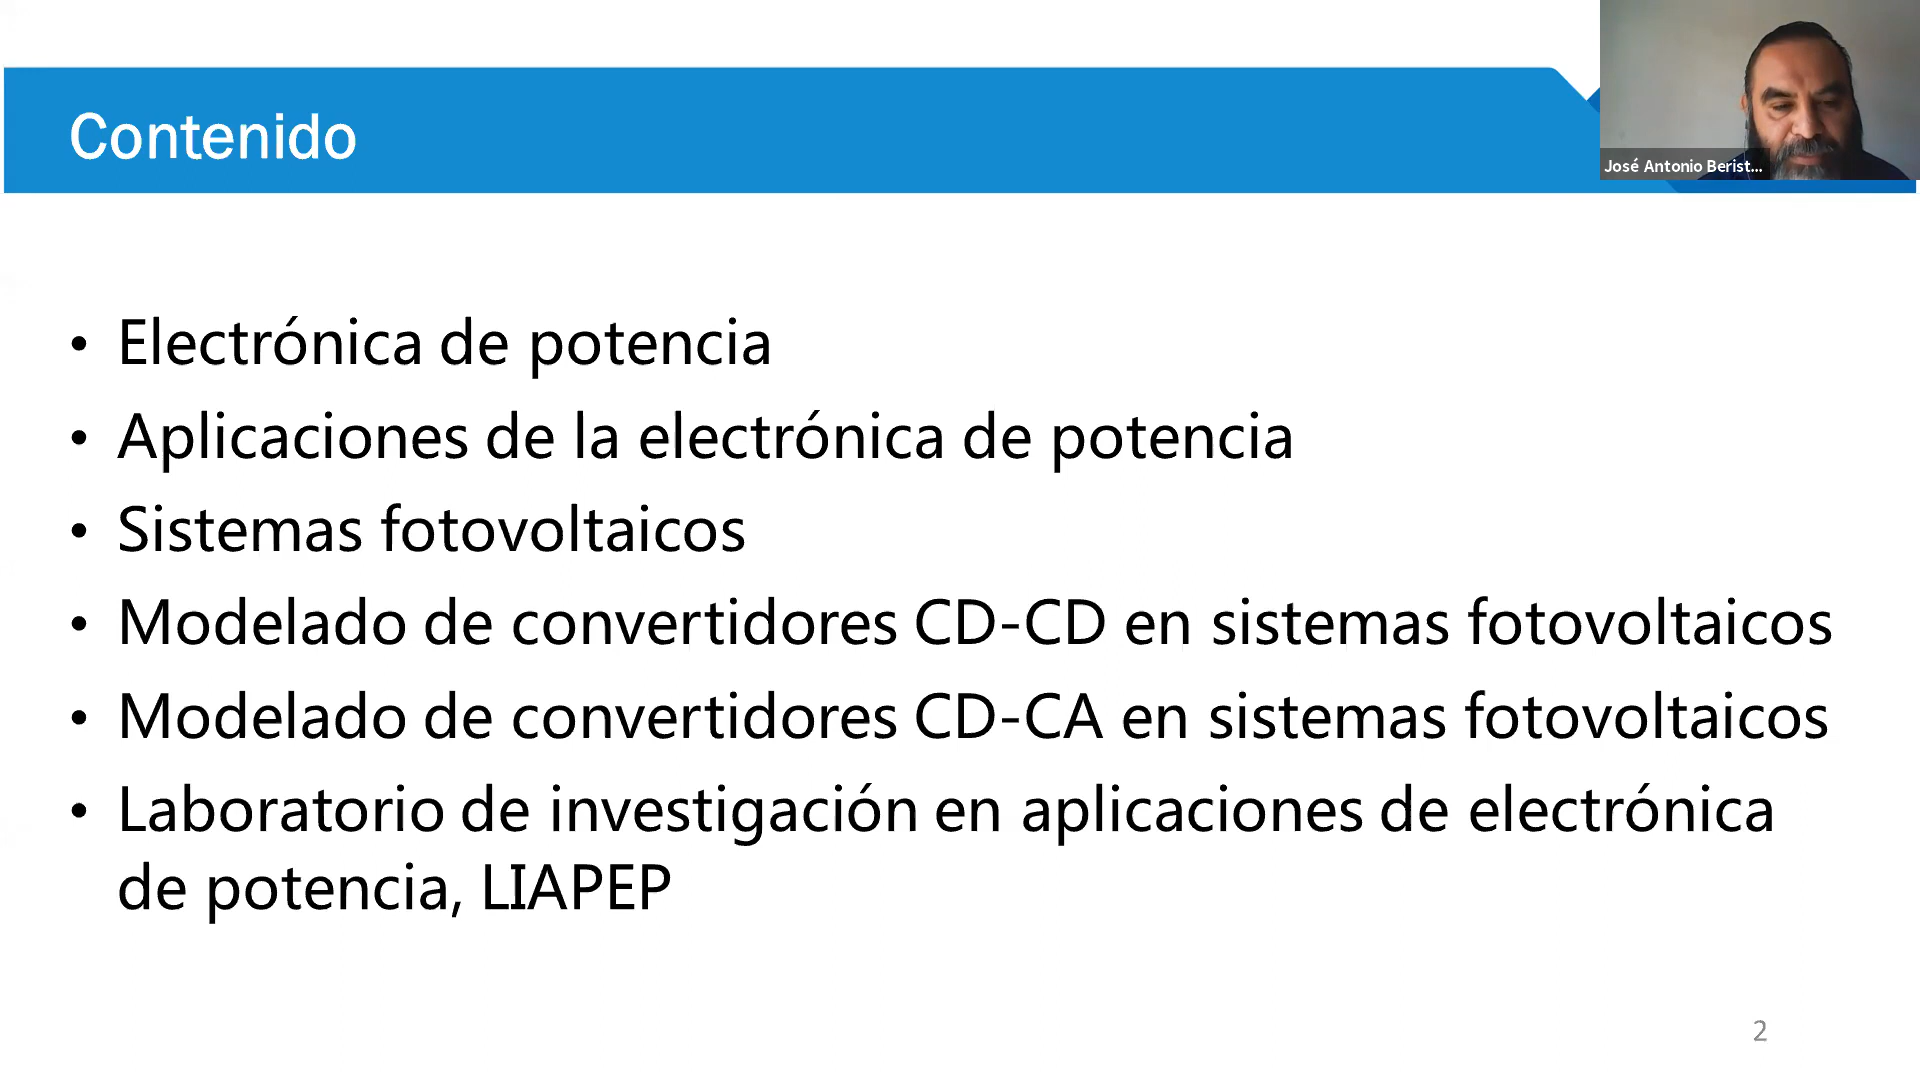 Contenido
José Antonio Berist...
• Electrónica de potencia
• Aplicaciones de la electrónica de potencia
• Sistemas fotovoltaicos
• Modelado de convertidores CD-CD en sistemas fotovoltaicos
• Modelado de convertidores CD-CA en sistemas fotovoltaicos
• Laboratorio de investigación en aplicaciones de electrónica
de potencia, LIAPEP
2